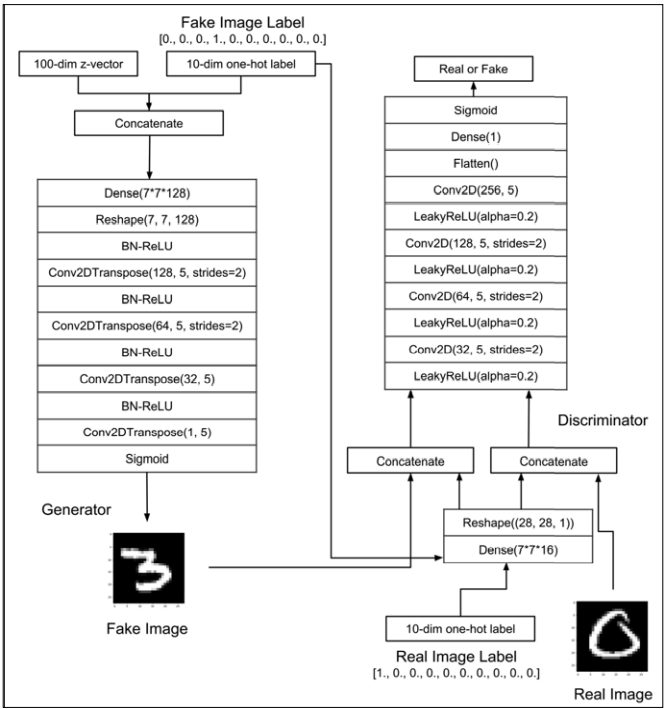 Fake Image Label
[0., 0., 0., 1., 0., 0., 0., 0., 0., 0.]
100-dim z-vector
10-dim one-hot label
Concatenate
Dense(7*7*128)
Reshape(7, 7, 128)
BN-ReLU
Conv2DTranspose(128, 5, strides=2)
BN-ReLU
Conv2DTranspose(64, 5, strides=2)
BN-ReLU
Conv2DTranspose(32, 5)
BN-ReLU
Conv2DTranspose(1, 5)
Sigmoid
Generator
3
Fake Image
Real or Fake
Sigmoid
Dense(1)
Flatten()
Conv2D(256, 5)
LeakyReLU(alpha=0.2)
Conv2D(128, 5, strides=2)
LeakyReLU(alpha=0.2)
Conv2D(64, 5, strides=2)
LeakyReLU(alpha=0.2)
Conv2D(32, 5, strides=2)
LeakyReLU(alpha=0.2)
Discriminator
Concatenate
Concatenate
Reshape((28, 28, 1))
Dense(7*7*16)
10-dim one-hot label
Real Image Label
[1., 0., 0., 0., 0., 0., 0., 0., 0., 0.]
0
Real Image